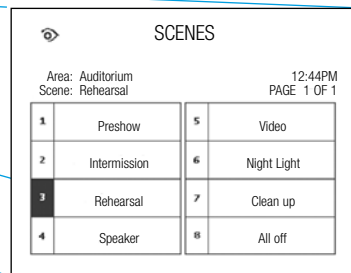 SCENES
Area: Auditorium 12:44PM
Scene: Rehearsal PAGE 1 OF 1
1 Preshow 5 Video
2 Intermission 6 Night Light
3 Rehearsal 7 Clean up
4 Speaker 8 All off